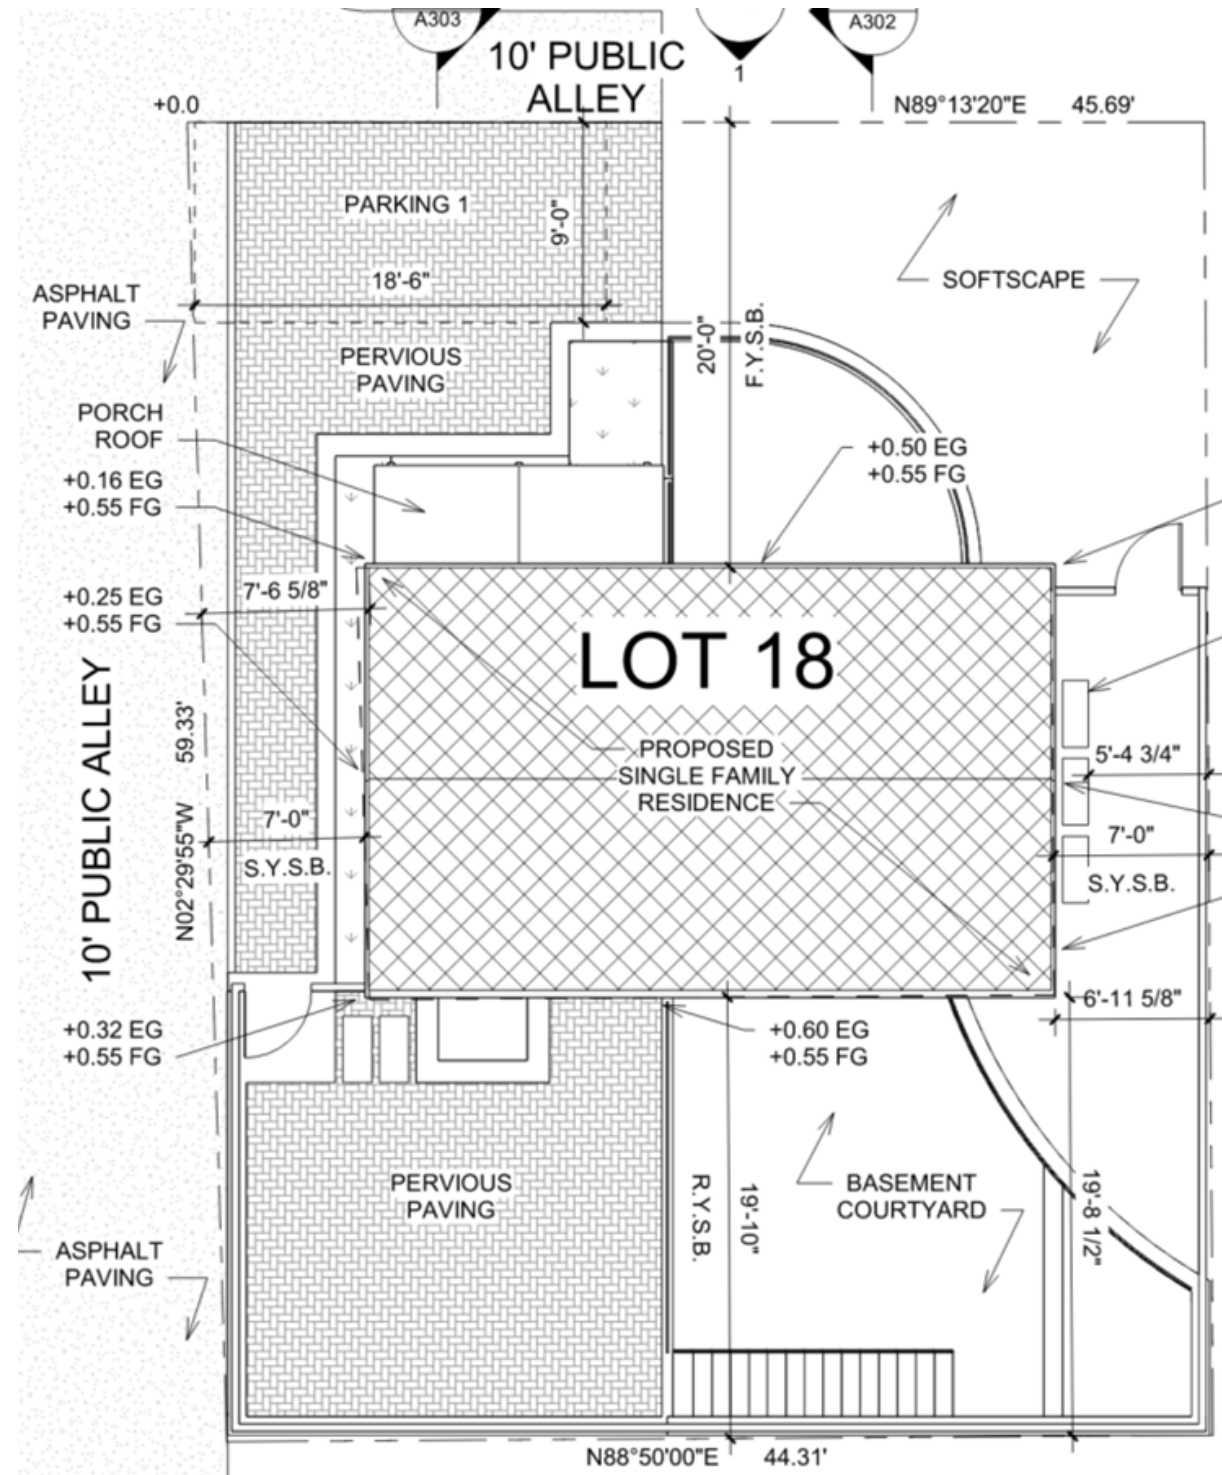 A303
10' PUBLIC
ALLEY
1
A302
+0.0
N89°13'20"E 45.69'
PARKING 1
9'-0"
18'-6"
SOFTSCAPE
ASPHALT
PAVING
20'-0"
F.Y.S.B.
PERVIOUS
PAVING
PORCH
ROOF
+0.16 EG
+0.55 FG
+0.50 EG
+0.55 FG
+0.25 EG
+0.55 FG
7'-6 5/8"
LOT 18
10' PUBLIC ALLEY
N02°29'55"W 59.33'
PROPOSED
SINGLE FAMILY
RESIDENCE
5'-4 3/4"
7'-0"
S.Y.S.B.
7'-0"
S.Y.S.B.
6'-11 5/8"
+0.32 EG
+0.55 FG
+0.60 EG
+0.55 FG
PERVIOUS
PAVING
R.Y.S.B.
19'-10"
BASEMENT
COURTYARD
19'-8 1/2"
ASPHALT
PAVING
N88°50'00"E 44.31'